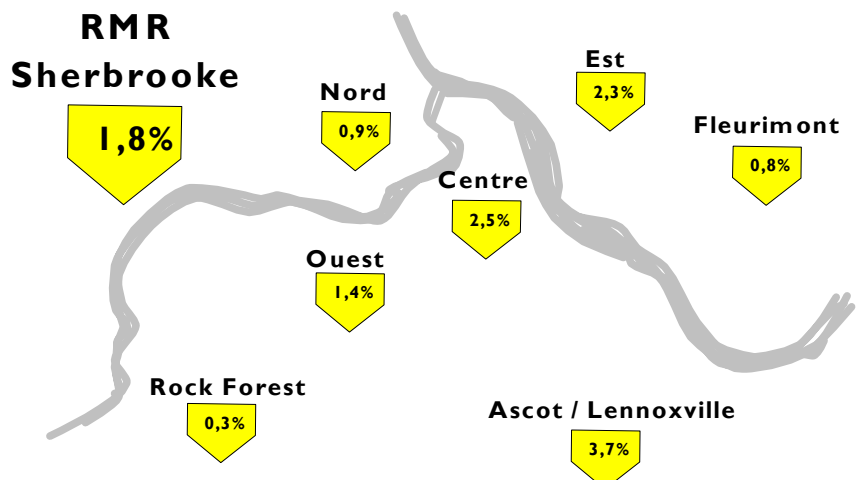 RMR
Sherbrooke
1,8%
Nord
0,9%
Est
2,3%
Fleurimont
0,8%
Centre
2,5%
Ouest
1,4%
Rock Forest
0,3%
Ascot / Lennoxville
3,7%